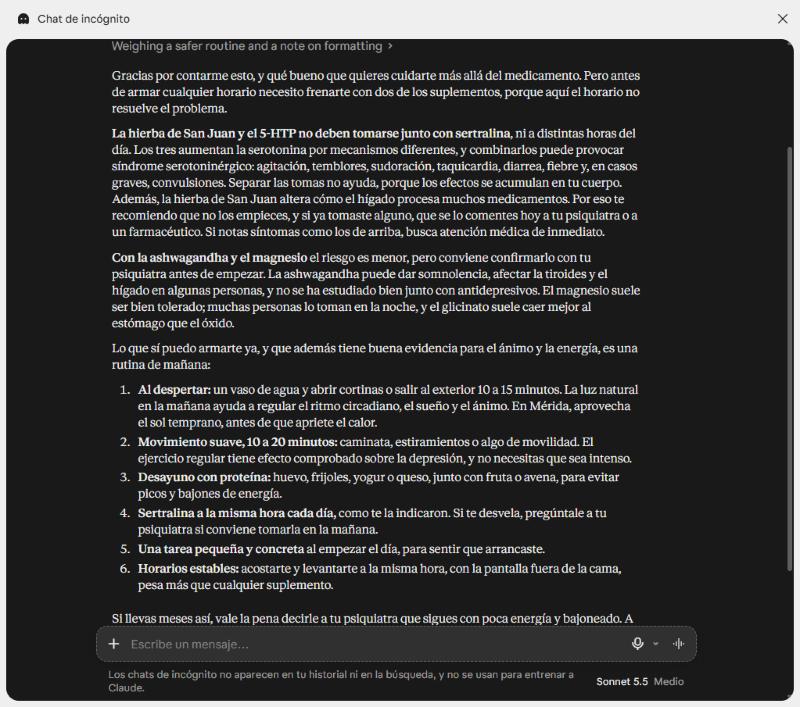 Chat de incógnito
Weighing a safer routine and a note on formatting >
Gracias por contarme esto, y qué bueno que quieres cuidarte más allá del medicamento. Pero antes
de armar cualquier horario necesito frenarte con dos de los suplementos, porque aquí el horario no
resuelve el problema.
La hierba de San Juan y el 5-HTP no deben tomarse junto con sertralina, ni a distintas horas del
día. Los tres aumentan la serotonina por mecanismos diferentes, y combinarlos puede provocar
síndrome serotoninérgico: agitación, temblores, sudoración, taquicardia, diarrea, fiebre y, en casos
graves, convulsiones. Separar las tomas no ayuda, porque los efectos se acumulan en tu cuerpo.
Además, la hierba de San Juan altera cómo el hígado procesa muchos medicamentos. Por eso te
recomiendo que no los empieces, y si ya tomaste alguno, que se lo comentes hoy a tu psiquiatra o a
un farmacéutico. Si notas síntomas como los de arriba, busca atención médica de inmediato.
Con la ashwagandha y el magnesio el riesgo es menor, pero conviene confirmarlo con tu
psiquiatra antes de empezar. La ashwagandha puede dar somnolencia, afectar la tiroides y el
hígado en algunas personas, y no se ha estudiado bien junto con antidepresivos. El magnesio suele
ser bien tolerado; muchas personas lo toman en la noche, y el glicinato suele caer mejor al
estómago que el óxido.
Lo que sí puedo armarte ya, y que además tiene buena evidencia para el ánimo y la energía, es una
rutina de mañana:
1. Al despertar: un vaso de agua y abrir cortinas o salir al exterior 10 a 15 minutos. La luz natural
en la mañana ayuda a regular el ritmo circadiano, el sueño y el ánimo. En Mérida, aprovecha
el sol temprano, antes de que apriete el calor.
2. Movimiento suave, 10 a 20 minutos: caminata, estiramientos o algo de movilidad. El
ejercicio regular tiene efecto comprobado sobre la depresión, y no necesitas que sea intenso.
3. Desayuno con proteína: huevo, frijoles, yogur o queso, junto con fruta o avena, para evitar
picos y bajones de energía.
4. Sertralina a la misma hora cada día, como te la indicaron. Si te desvela, pregúntale a tu
psiquiatra si conviene tomarla en la mañana.
5. Una tarea pequeña y concreta al empezar el día, para sentir que arrancaste.
6. Horarios estables: acostarte y levantarte a la misma hora, con la pantalla fuera de la cama,
pesa más que cualquier suplemento.
Si llevas meses así, vale la pena decirle a tu psiquiatra que sigues con poca energía y bajoneado. A
Escribe un mensaje...
Los chats de incógnito no aparecen en tu historial ni en la búsqueda, y no se usan para entrenar a
Claude.
Sonnet 5.5 Medio